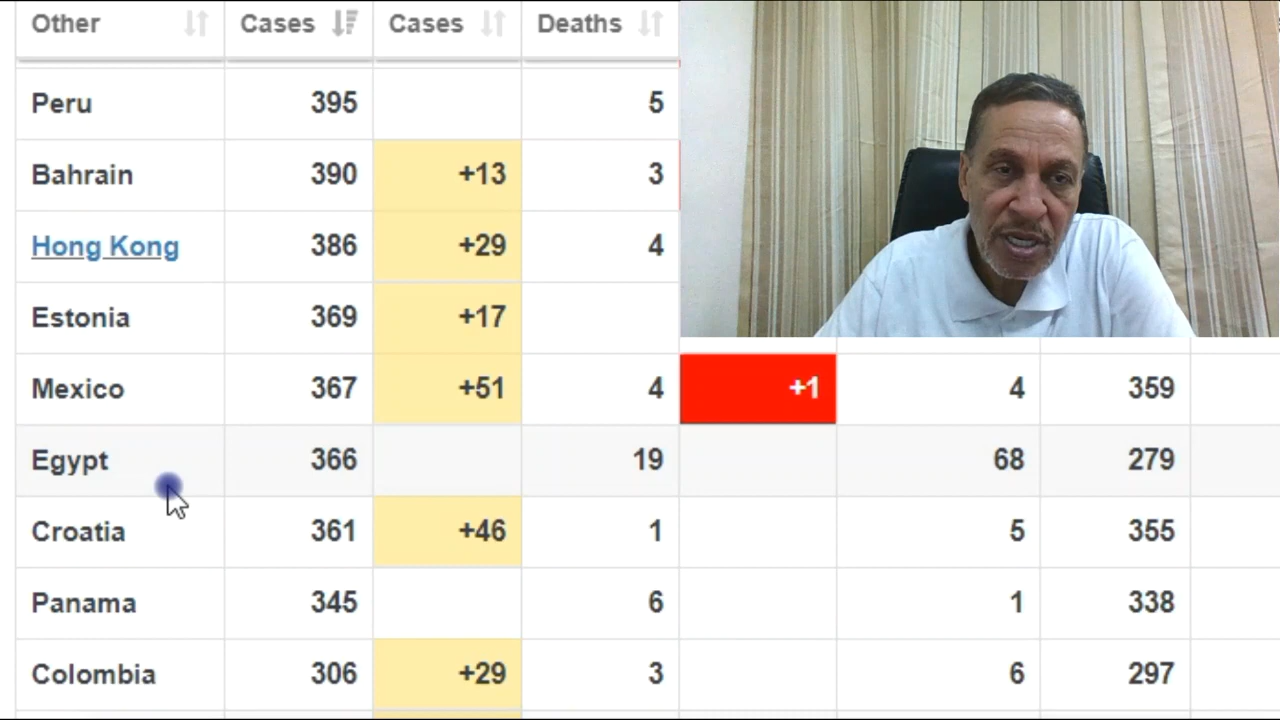 Other Cases Cases Deaths
Peru 395 5
Bahrain 390 +13 3
Hong Kong 386 +29 4
Estonia 369 +17
Mexico 367 +51 4 +1 4 359
Egypt 366 19 68 279
Croatia 361 +46 1 5 355
Panama 345 6 1 338
Colombia 306 +29 3 6 297